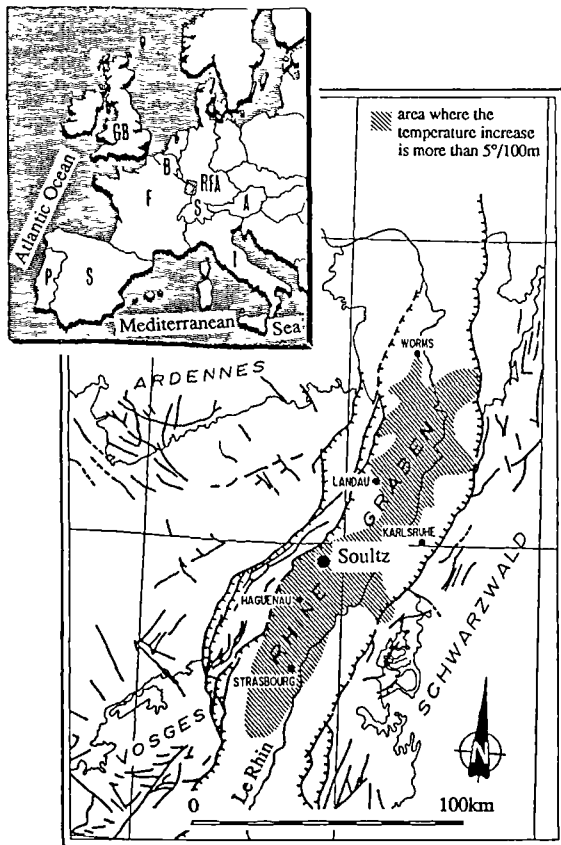 GB
B
RFA
F
S
A
I
P
S
Atlantic Ocean
Mediterranean Sea
area where the
temperature increase
is more than 5°/100m
WORMS
ARDENNES
LANDAU
RHINE GRABEN
KARLSRUHE
Soultz
HAGUENAU
STRASBOURG
SCHWARZWALD
VOSGES
Le Rhin
N
0
100km